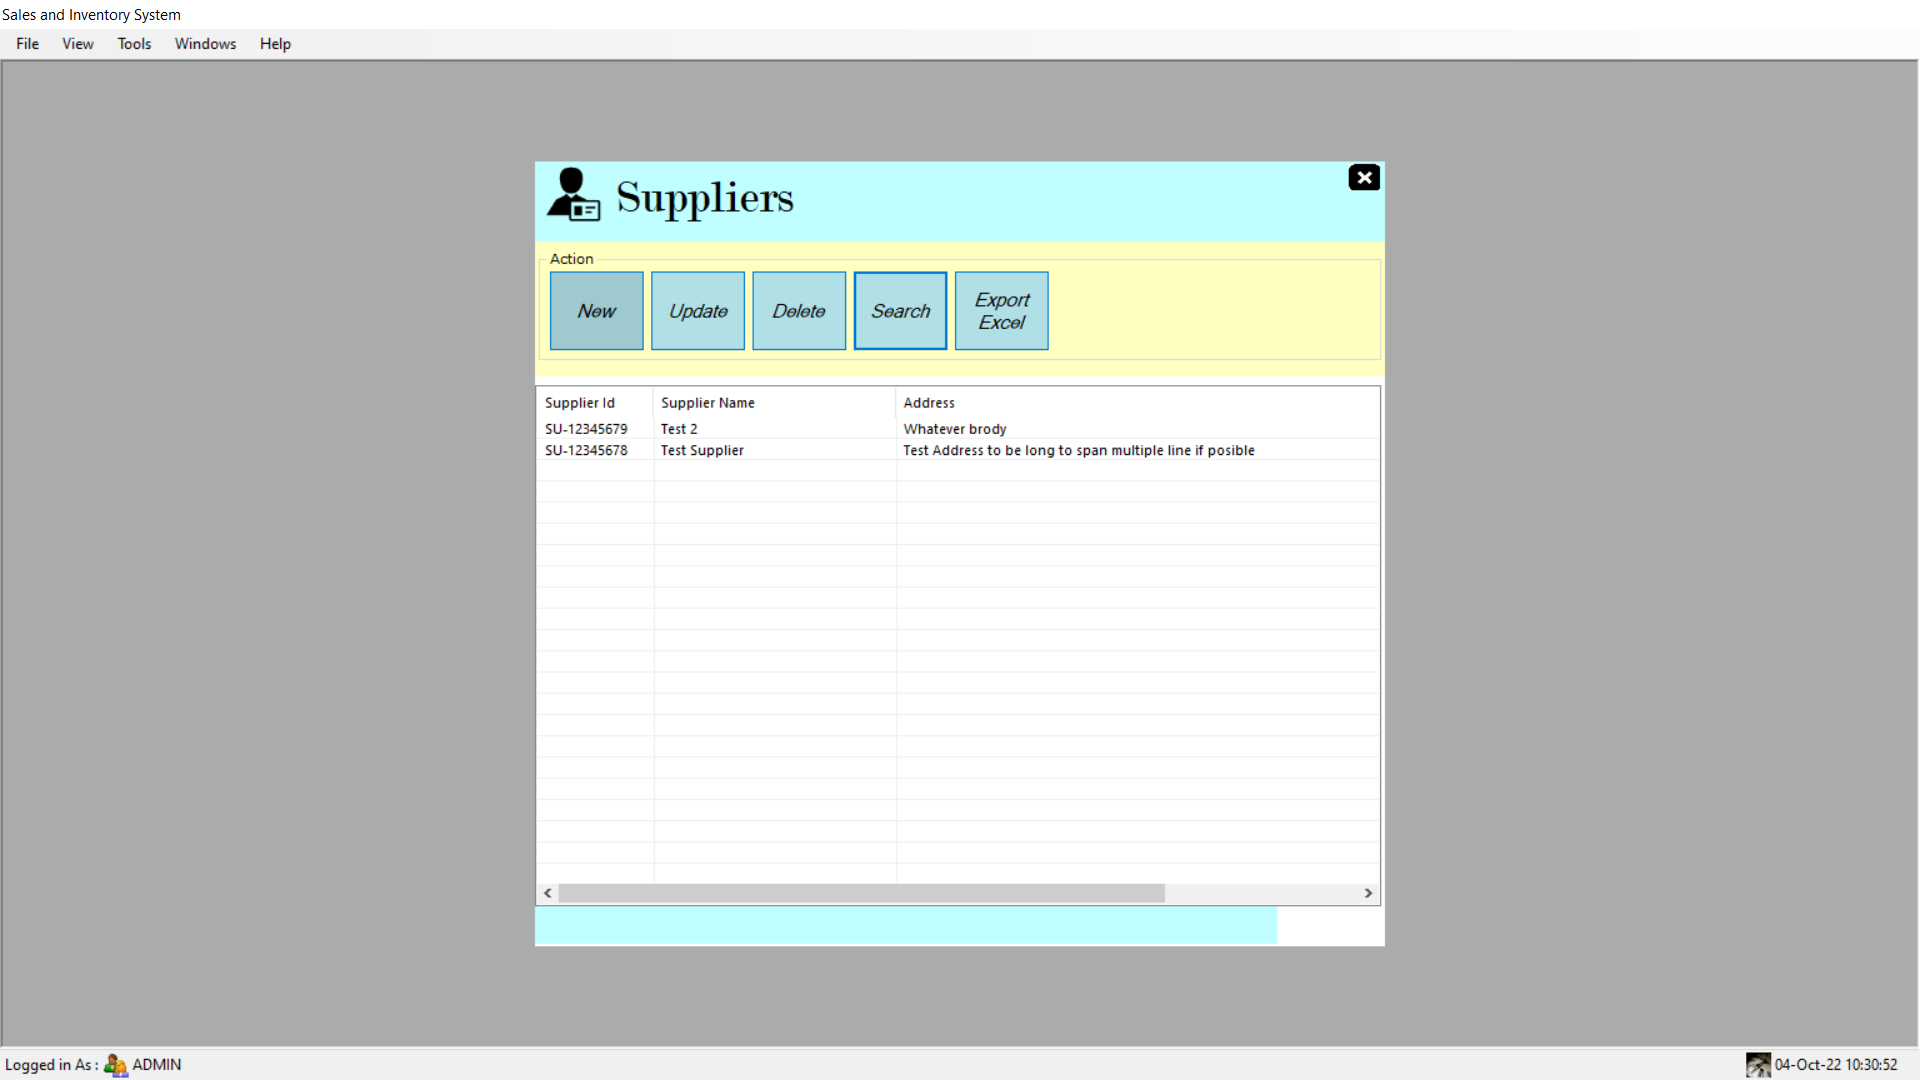 Sales and Inventory System
File View Tools Windows Help
Suppliers
Action
New Update Delete Search Export Excel
Supplier Id Supplier Name Address
SU-12345679 Test 2 Whatever brody
SU-12345678 Test Supplier Test Address to be long to span multiple line if posible
Logged in As : ADMIN 04-Oct-22 10:30:52